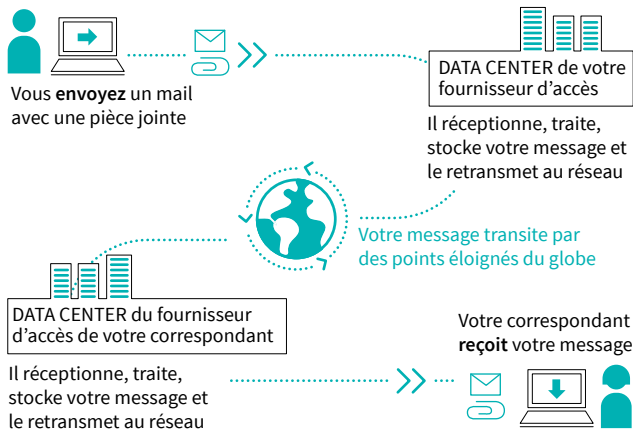 Vous envoyez un mail
avec une pièce jointe
DATA CENTER de votre
fournisseur d'accès
Il réceptionne, traite,
stocke votre message et
le retransmet au réseau
Votre message transite par
des points éloignés du globe
DATA CENTER du fournisseur
d'accès de votre correspondant
Il réceptionne, traite,
stocke votre message et
le retransmet au réseau
Votre correspondant
reçoit votre message